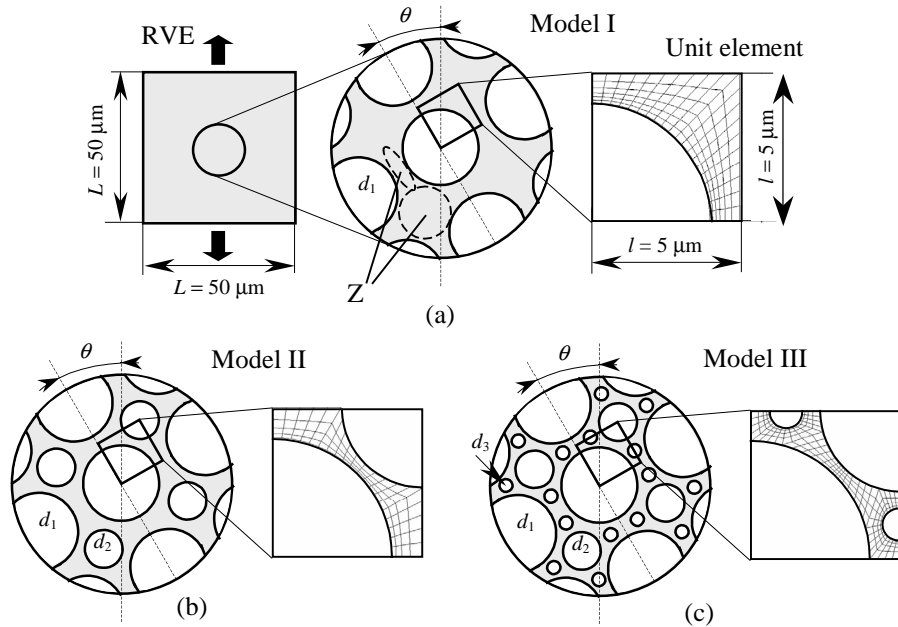 θ
Model I
RVE
Unit element
L = 50 μm
d1
l = 5 μm
L = 50 μm
Z
l = 5 μm
(a)
θ
Model II
d1
d2
(b)
θ
Model III
d3
d1
d2
(c)